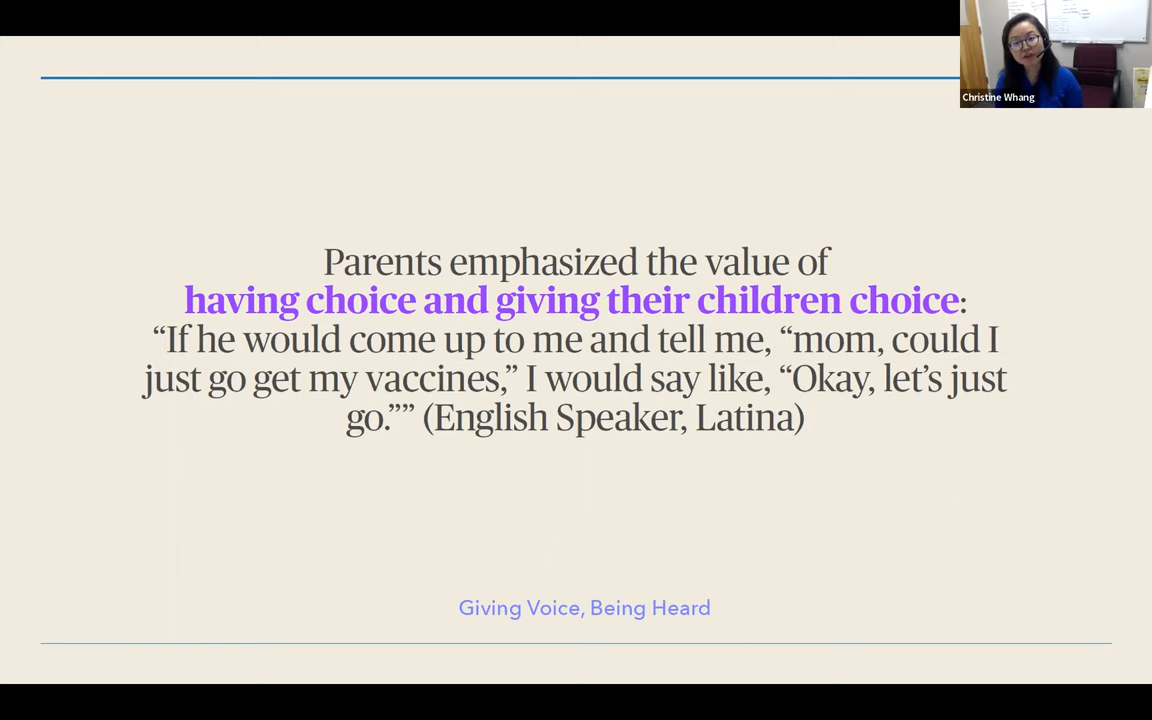 Christine Whang
Parents emphasized the value of
having choice and giving their children choice:
“If he would come up to me and tell me, “mom, could I
just go get my vaccines,” I would say like, “Okay, let’s just
go.”” (English Speaker, Latina)
Giving Voice, Being Heard